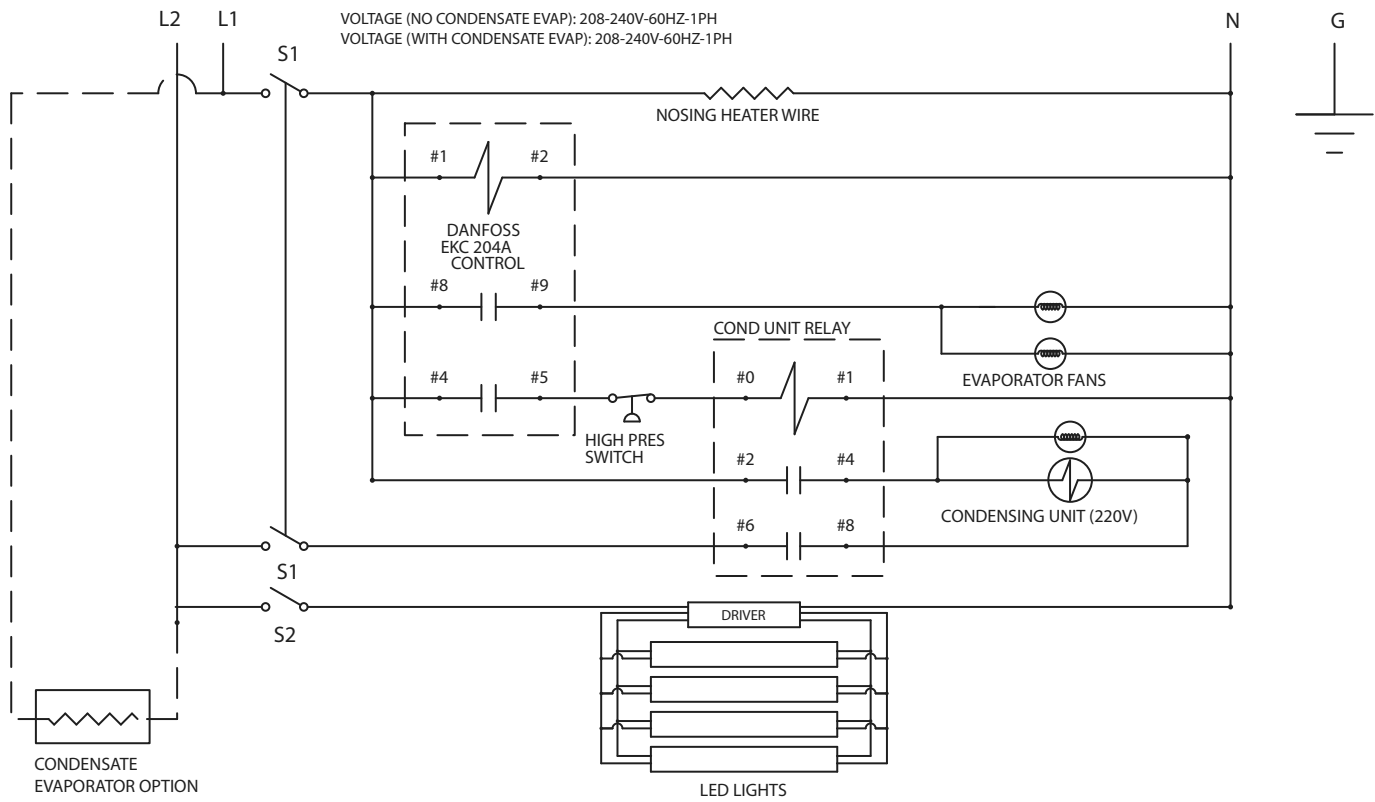 L2
L1
VOLTAGE (NO CONDENSATE EVAP): 208-240V-60HZ-1PH
VOLTAGE (WITH CONDENSATE EVAP): 208-240V-60HZ-1PH
N
G
S1
NOSING HEATER WIRE
#1
#2
DANFOSS
EKC 204A
CONTROL
#8
#9
COND UNIT RELAY
EVAPORATOR FANS
#4
#5
#0
#1
HIGH PRES
SWITCH
#2
#4
CONDENSING UNIT (220V)
#6
#8
S1
S2
DRIVER
CONDENSATE
EVAPORATOR OPTION
LED LIGHTS